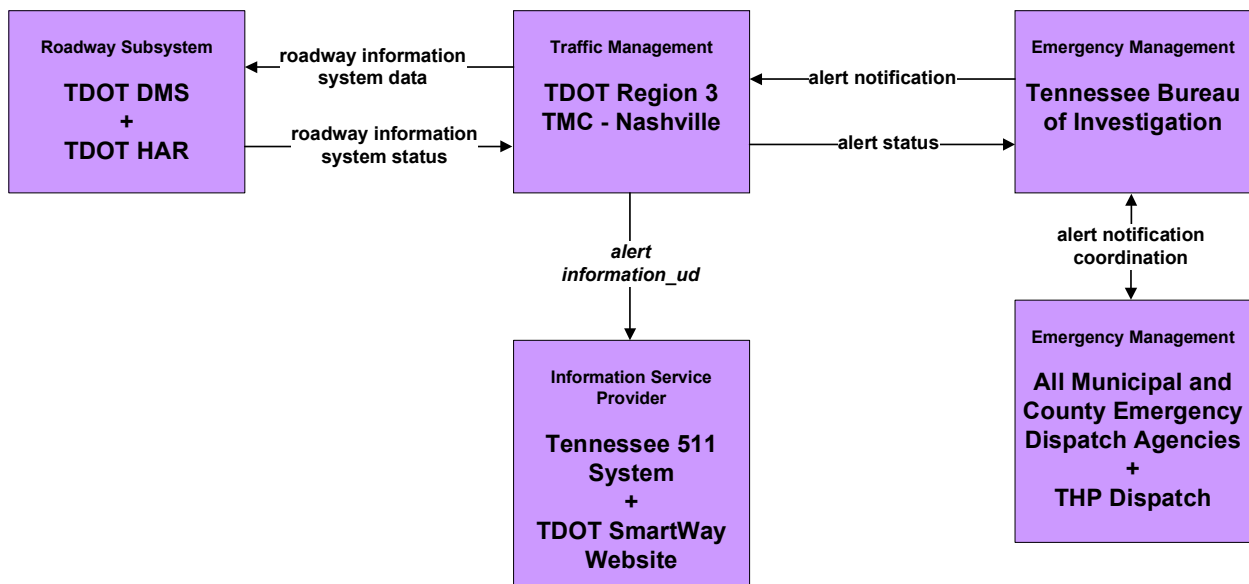 Roadway Subsystem
TDOT DMS
+
TDOT HAR
roadway information
system data
roadway information
system status
Traffic Management
TDOT Region 3
TMC - Nashville
alert notification
alert status
Emergency Management
Tennessee Bureau
of Investigation
alert
information_ud
alert notification
coordination
Information Service
Provider
Tennessee 511
System
+
TDOT SmartWay
Website
Emergency Management
All Municipal and
County Emergency
Dispatch Agencies
+
THP Dispatch